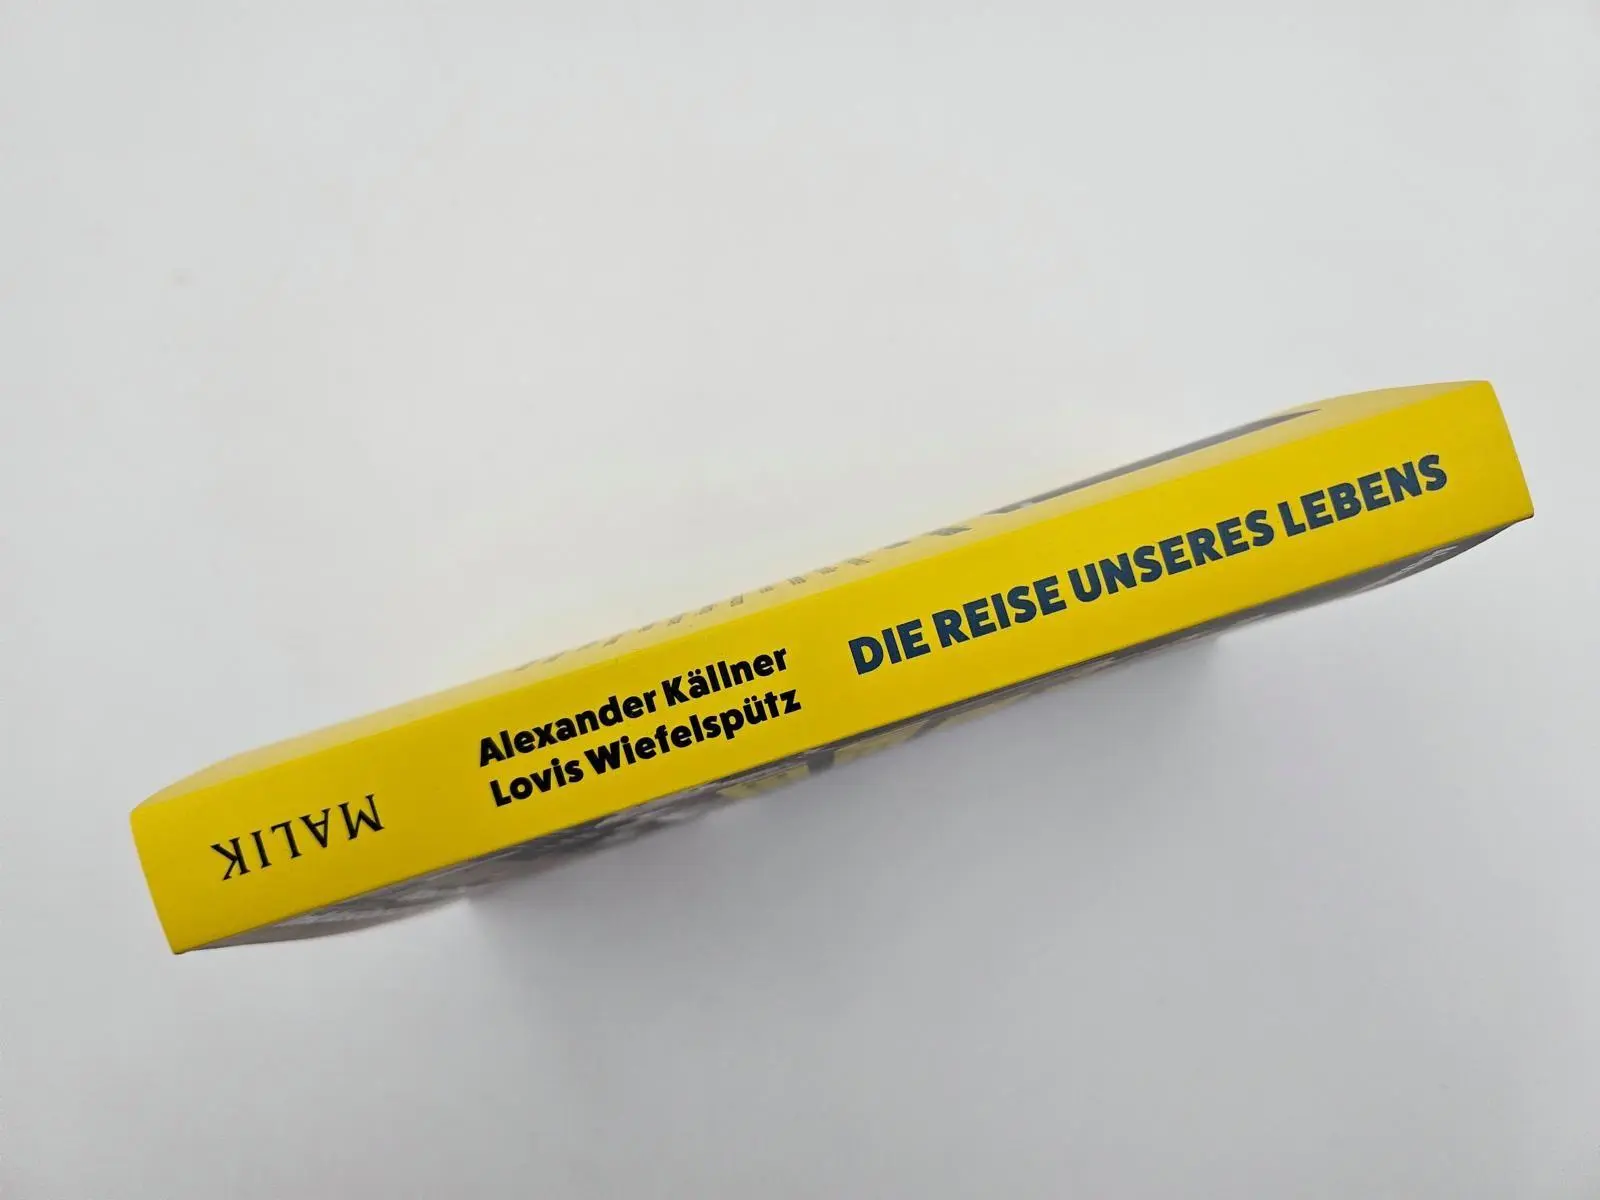 Alexander Källner
Lovis Wiefelspütz
DIE REISE UNSERES LEBENS
MALIK